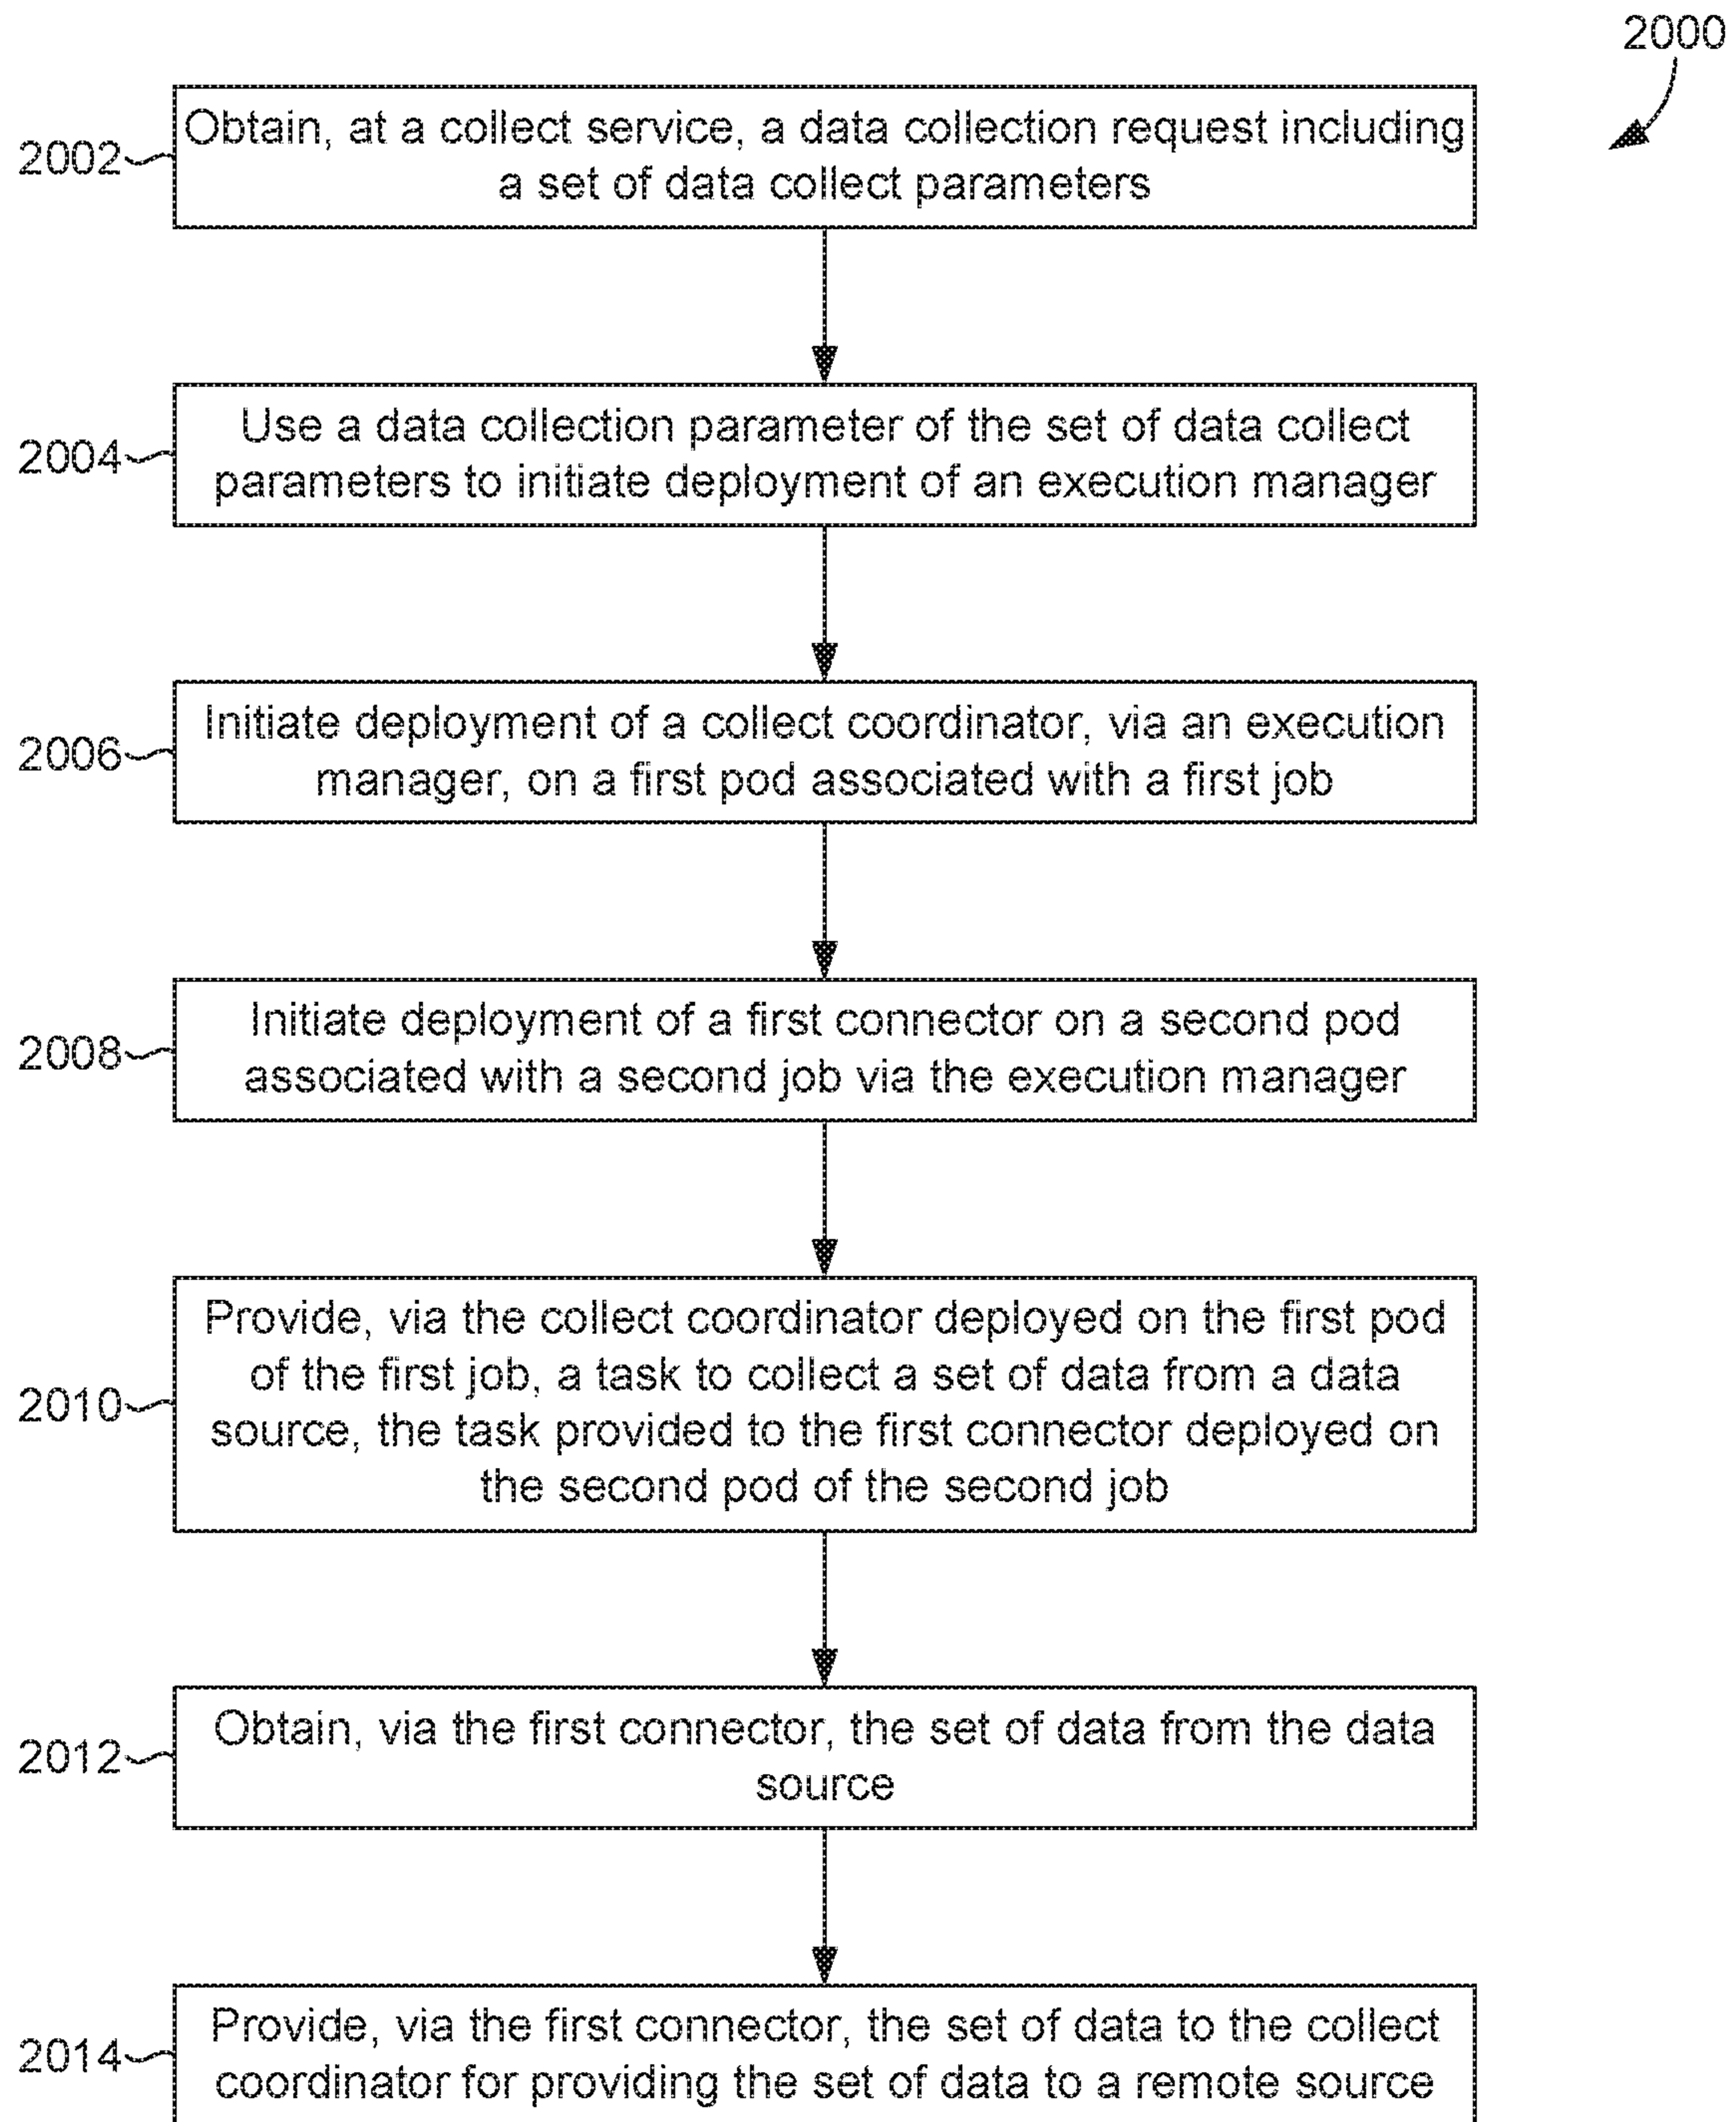 2000
2002
Obtain, at a collect service, a data collection request including
a set of data collect parameters
2004
Use a data collection parameter of the set of data collect
parameters to initiate deployment of an execution manager
2006
Initiate deployment of a collect coordinator, via an execution
manager, on a first pod associated with a first job
2008
Initiate deployment of a first connector on a second pod
associated with a second job via the execution manager
2010
Provide, via the collect coordinator deployed on the first pod
of the first job, a task to collect a set of data from a data
source, the task provided to the first connector deployed on
the second pod of the second job
2012
Obtain, via the first connector, the set of data from the data
source
2014
Provide, via the first connector, the set of data to the collect
coordinator for providing the set of data to a remote source